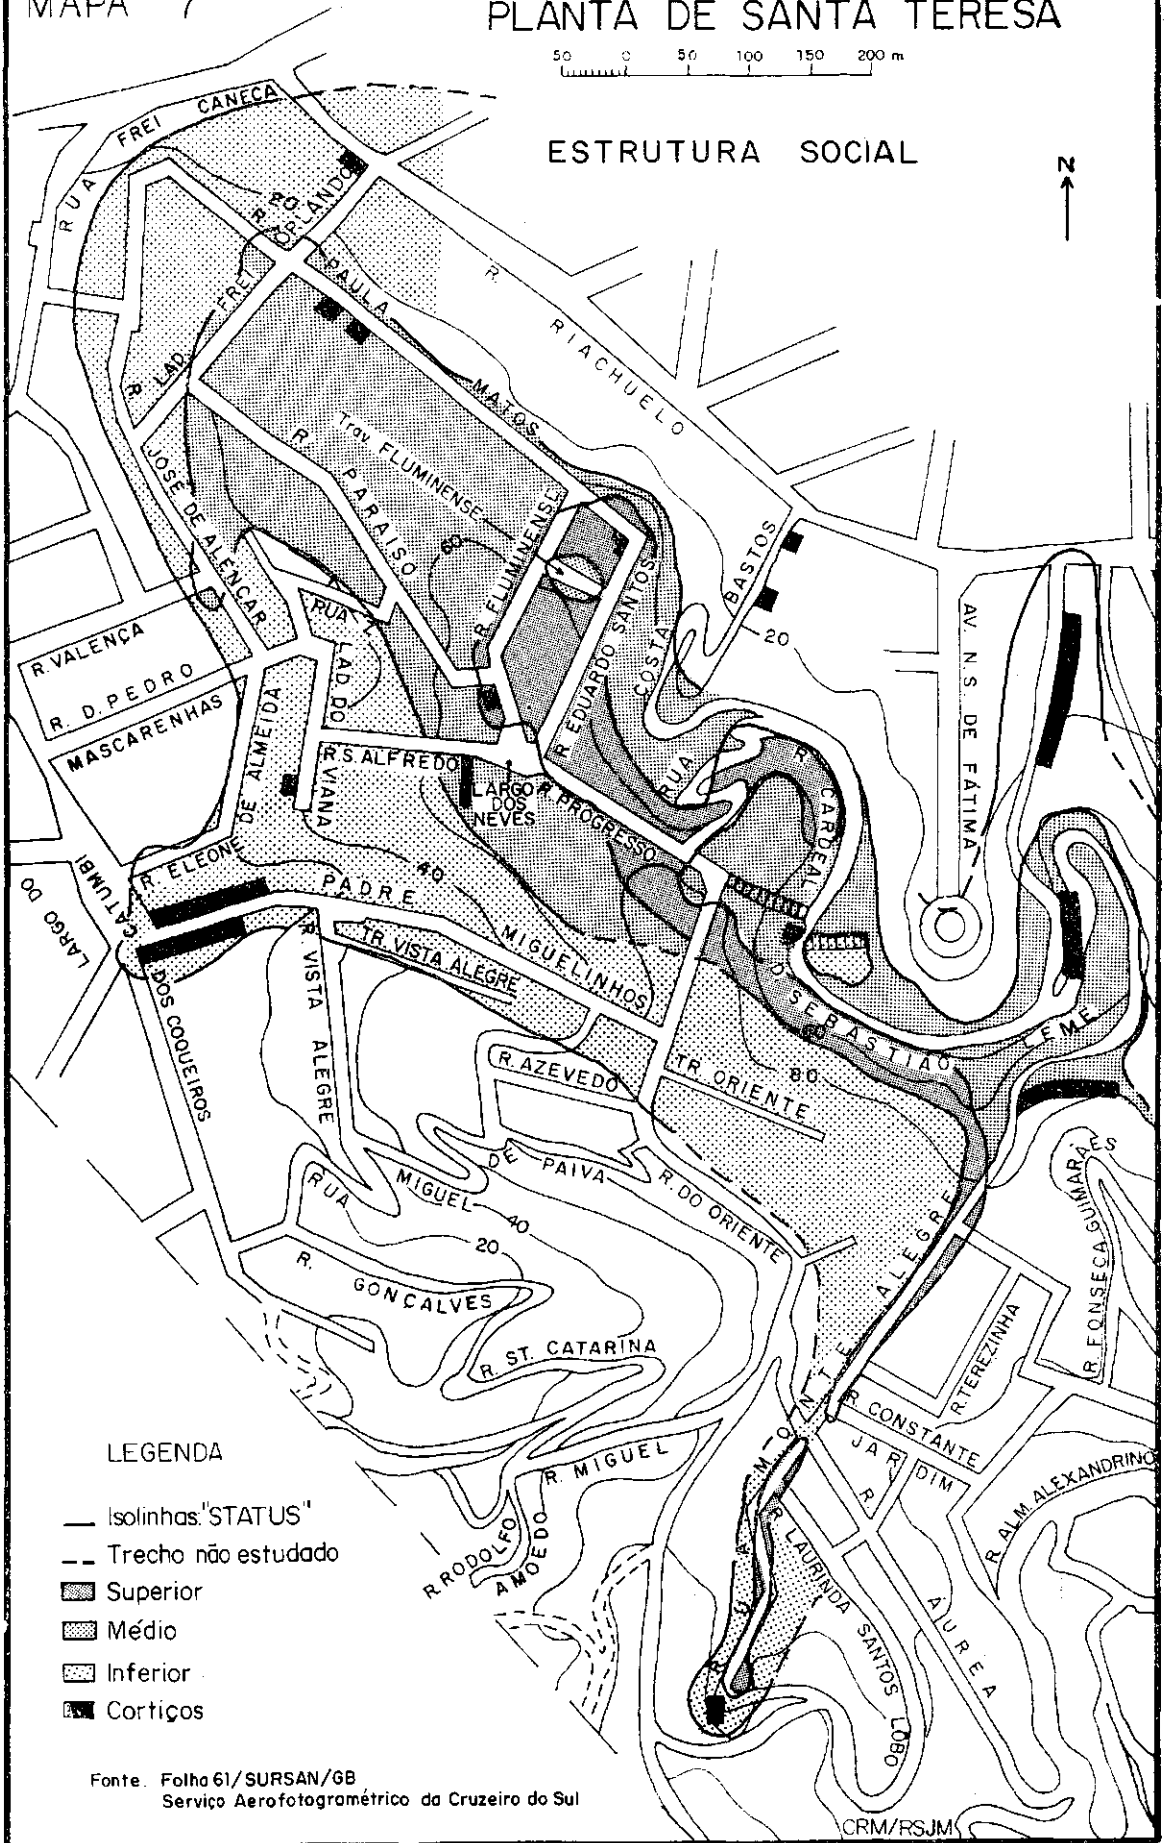 MAPA 7
PLANTA DE SANTA TERESA
50 0 50 100 150 200 m
ESTRUTURA SOCIAL
N
RUA FREI CANECA
20
R. ORLANDO
R. LAD. FREI
PAULA
MATOS
R. RIACHUELO
Trav. FLUMINENSE
R. PARAISO
60
R. FLUMINENSE
R. EDUARDO SANTOS
COSTA
BASTOS
20
RUA
JOSÉ DE ALENCAR
RUA
LAD. DO
VIANA
R. VALENÇA
R. D. PEDRO
MASCARENHAS
DE ALMEIDA
R. S. ALFREDO
LARGO
DOS
NEVES
R. PROGRESSO
R. CARDEAL
D. SEBASTIÃO
LEME
AV. N. S. DE FÁTIMA
R. ELEONE
LARGO DO
CATUMBI
PADRE
MIGUELINHOS
40
TR. VISTA ALEGRE
R. VISTA ALEGRE
DOS COQUEIROS
R. AZEVEDO
TR. ORIENTE
80
RUA
MIGUEL
DE PAIVA
40
20
R. DO ORIENTE
R. GONÇALVES
R. ST. CATARINA
R. FONSECA GUIMARÃES
R. TEREZINHA
RUA MONTE ALEGRE
R. CONSTANTE
JARDIM
R. ÁUREA
R. ALM. ALEXANDRINO
R. MIGUEL
R. RODOLFO
AMOEDO
R. LAURINDA SANTOS LOBO
LEGENDA
Isolinhas: "STATUS"
Trecho não estudado
Superior
Médio
Inferior
Cortiços
Fonte. Folha 61/SURSAN/GB
Serviço Aerofotogramétrico da Cruzeiro do Sul
CRM/RSJM